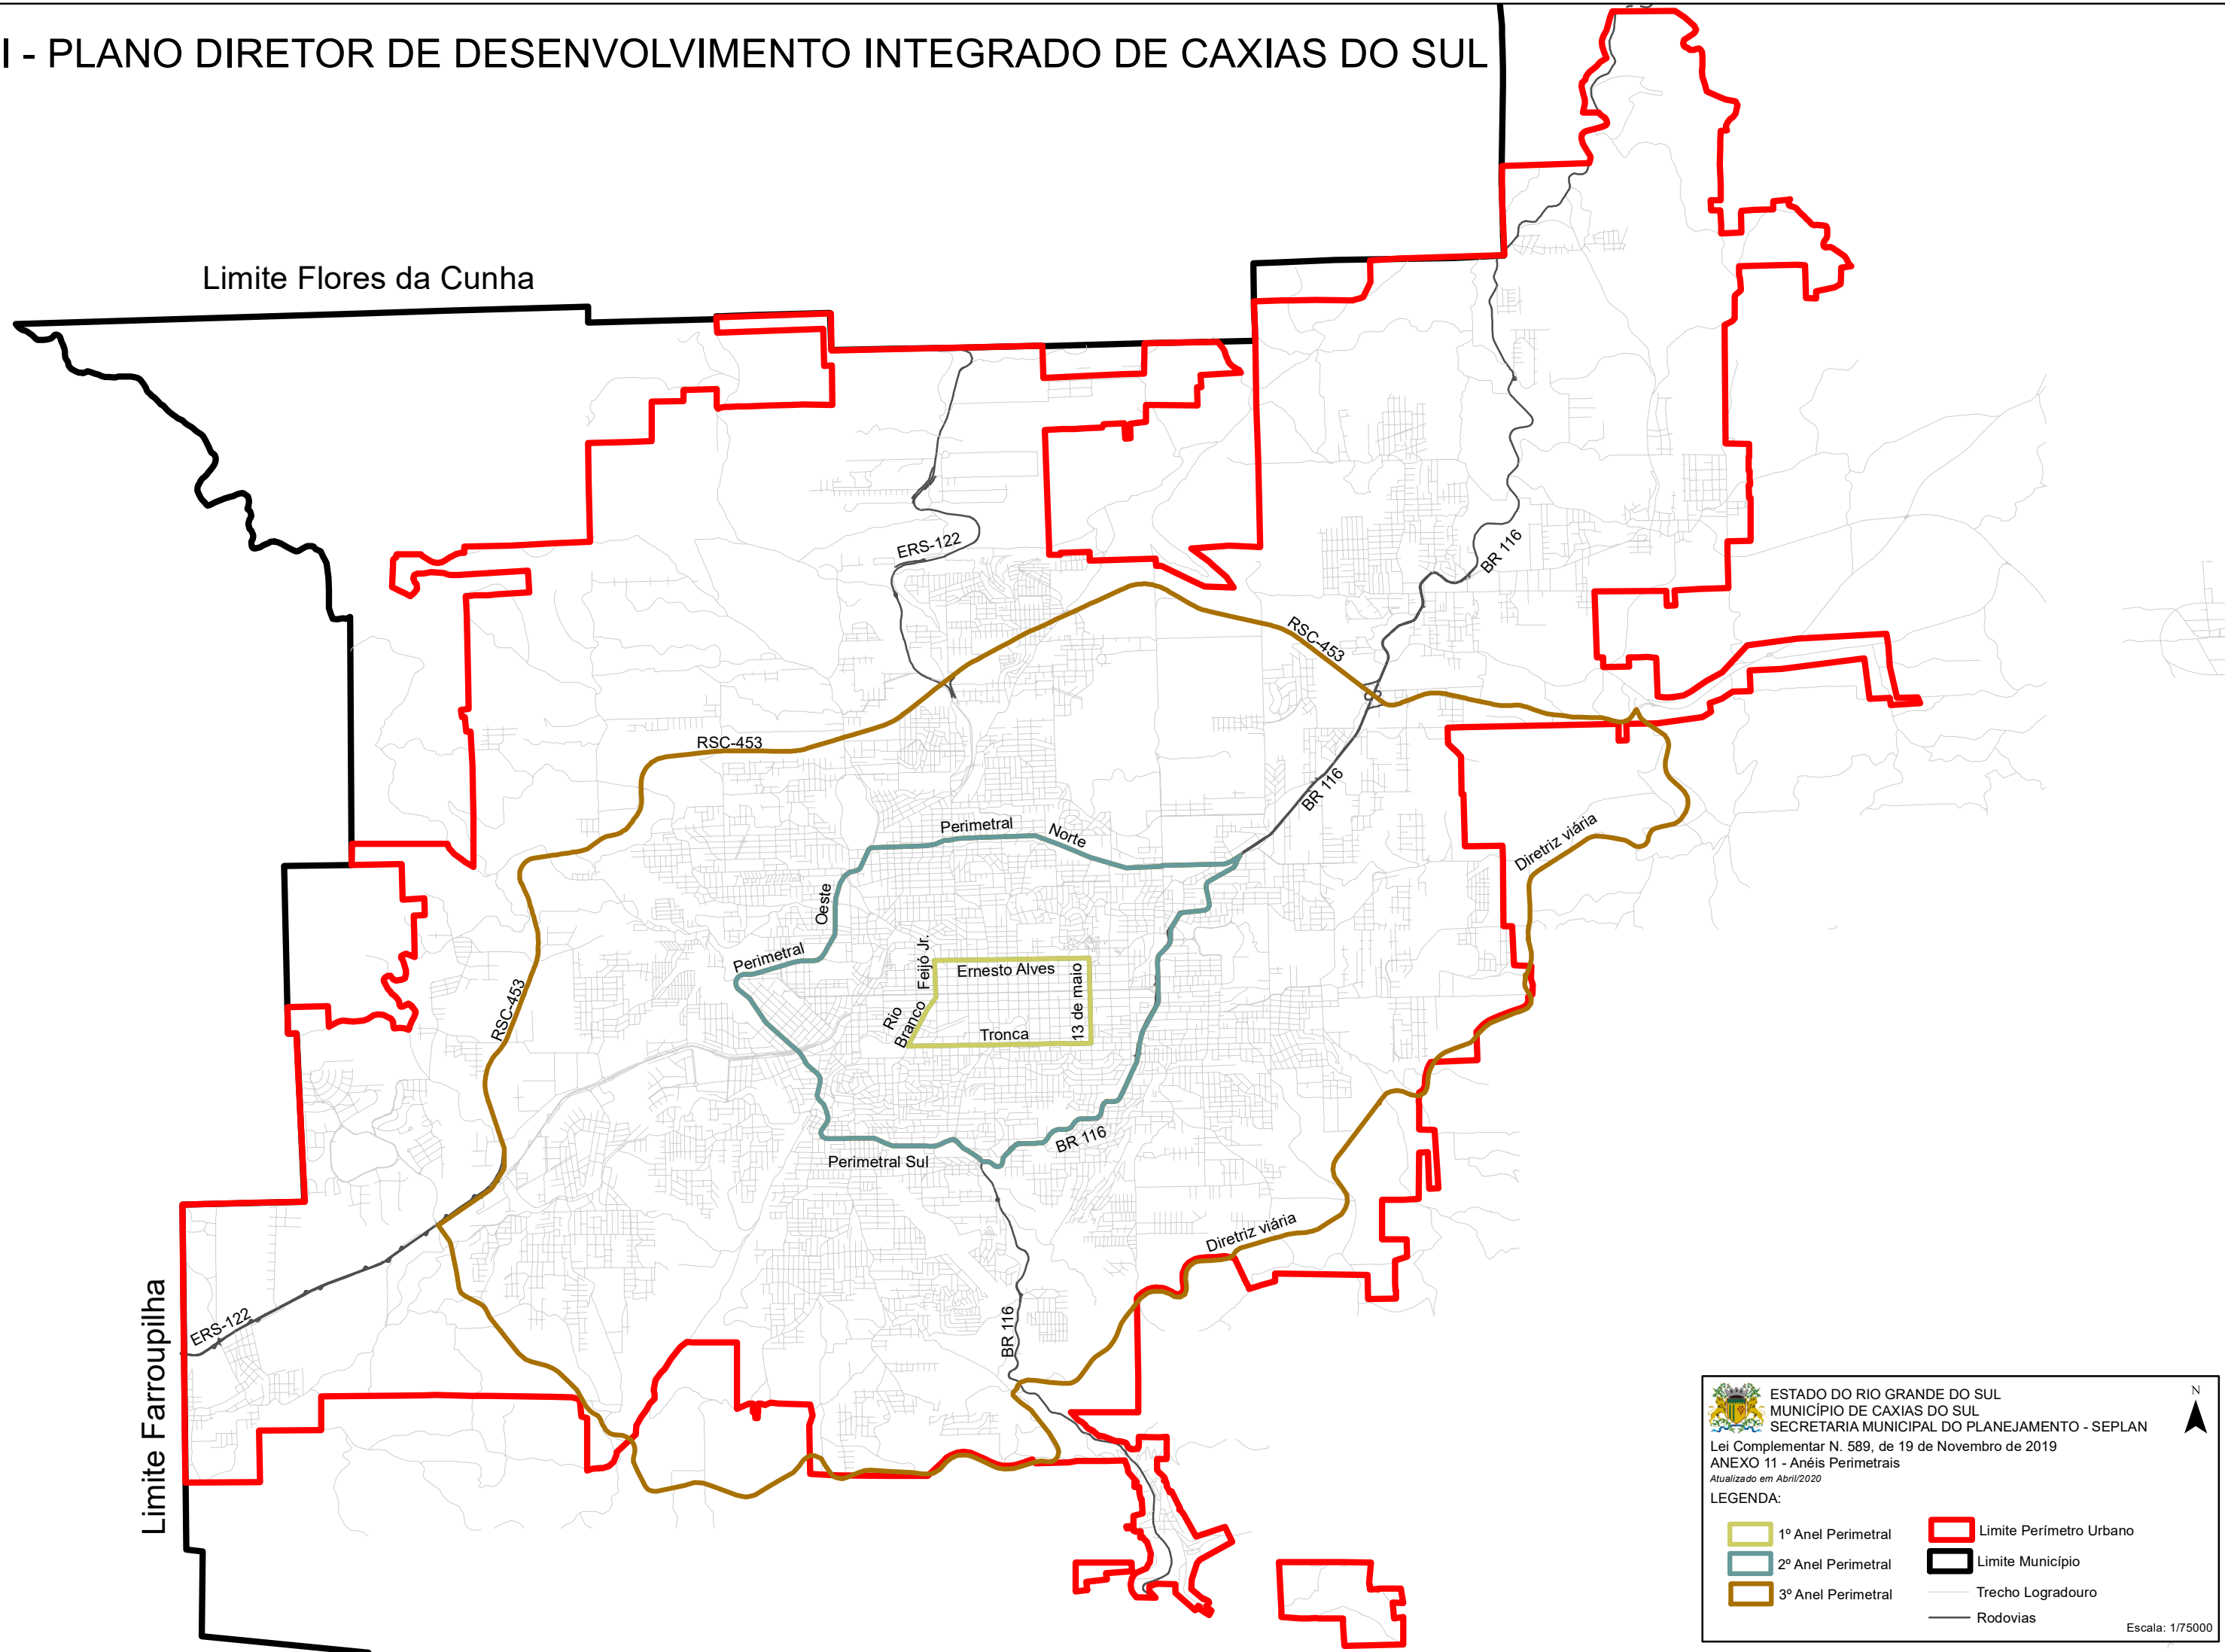 I - PLANO DIRETOR DE DESENVOLVIMENTO INTEGRADO DE CAXIAS DO SUL
Limite Flores da Cunha
ERS-122
BR 116
RSC-453
RSC-453
BR 116
Perimetral
Norte
Diretriz viária
Oeste
Perimetral
Feijó Jr.
Ernesto Alves
13 de maio
RSC-453
Rio
Branco
Tronca
BR 116
Perimetral Sul
Diretriz viária
ERS-122
BR 116
Limite Farroupilha
ESTADO DO RIO GRANDE DO SUL
MUNICÍPIO DE CAXIAS DO SUL
SECRETARIA MUNICIPAL DO PLANEJAMENTO - SEPLAN
N
Lei Complementar N. 589, de 19 de Novembro de 2019
ANEXO 11 - Anéis Perimetrais
Atualizado em Abril/2020
LEGENDA:
1º Anel Perimetral
2º Anel Perimetral
3º Anel Perimetral
Limite Perímetro Urbano
Limite Município
Trecho Logradouro
Rodovias
Escala: 1/75000